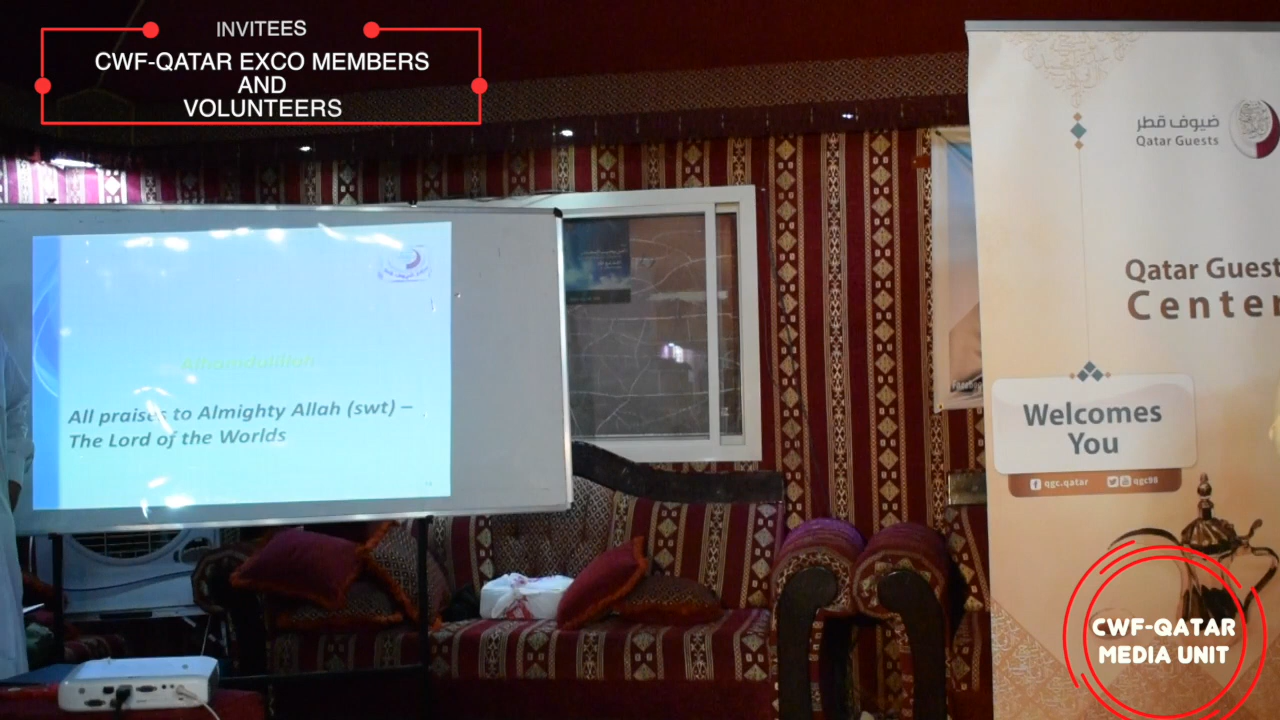 INVITEES
CWF-QATAR EXCO MEMBERS
AND
VOLUNTEERS
ضيوف قطر
Qatar Guests
Qatar Guest
Center
Welcomes
You
qgc.qatar
qgc98
Alhamdulillah
All praises to Almighty Allah (swt) –
The Lord of the Worlds
CWF-QATAR
MEDIA UNIT